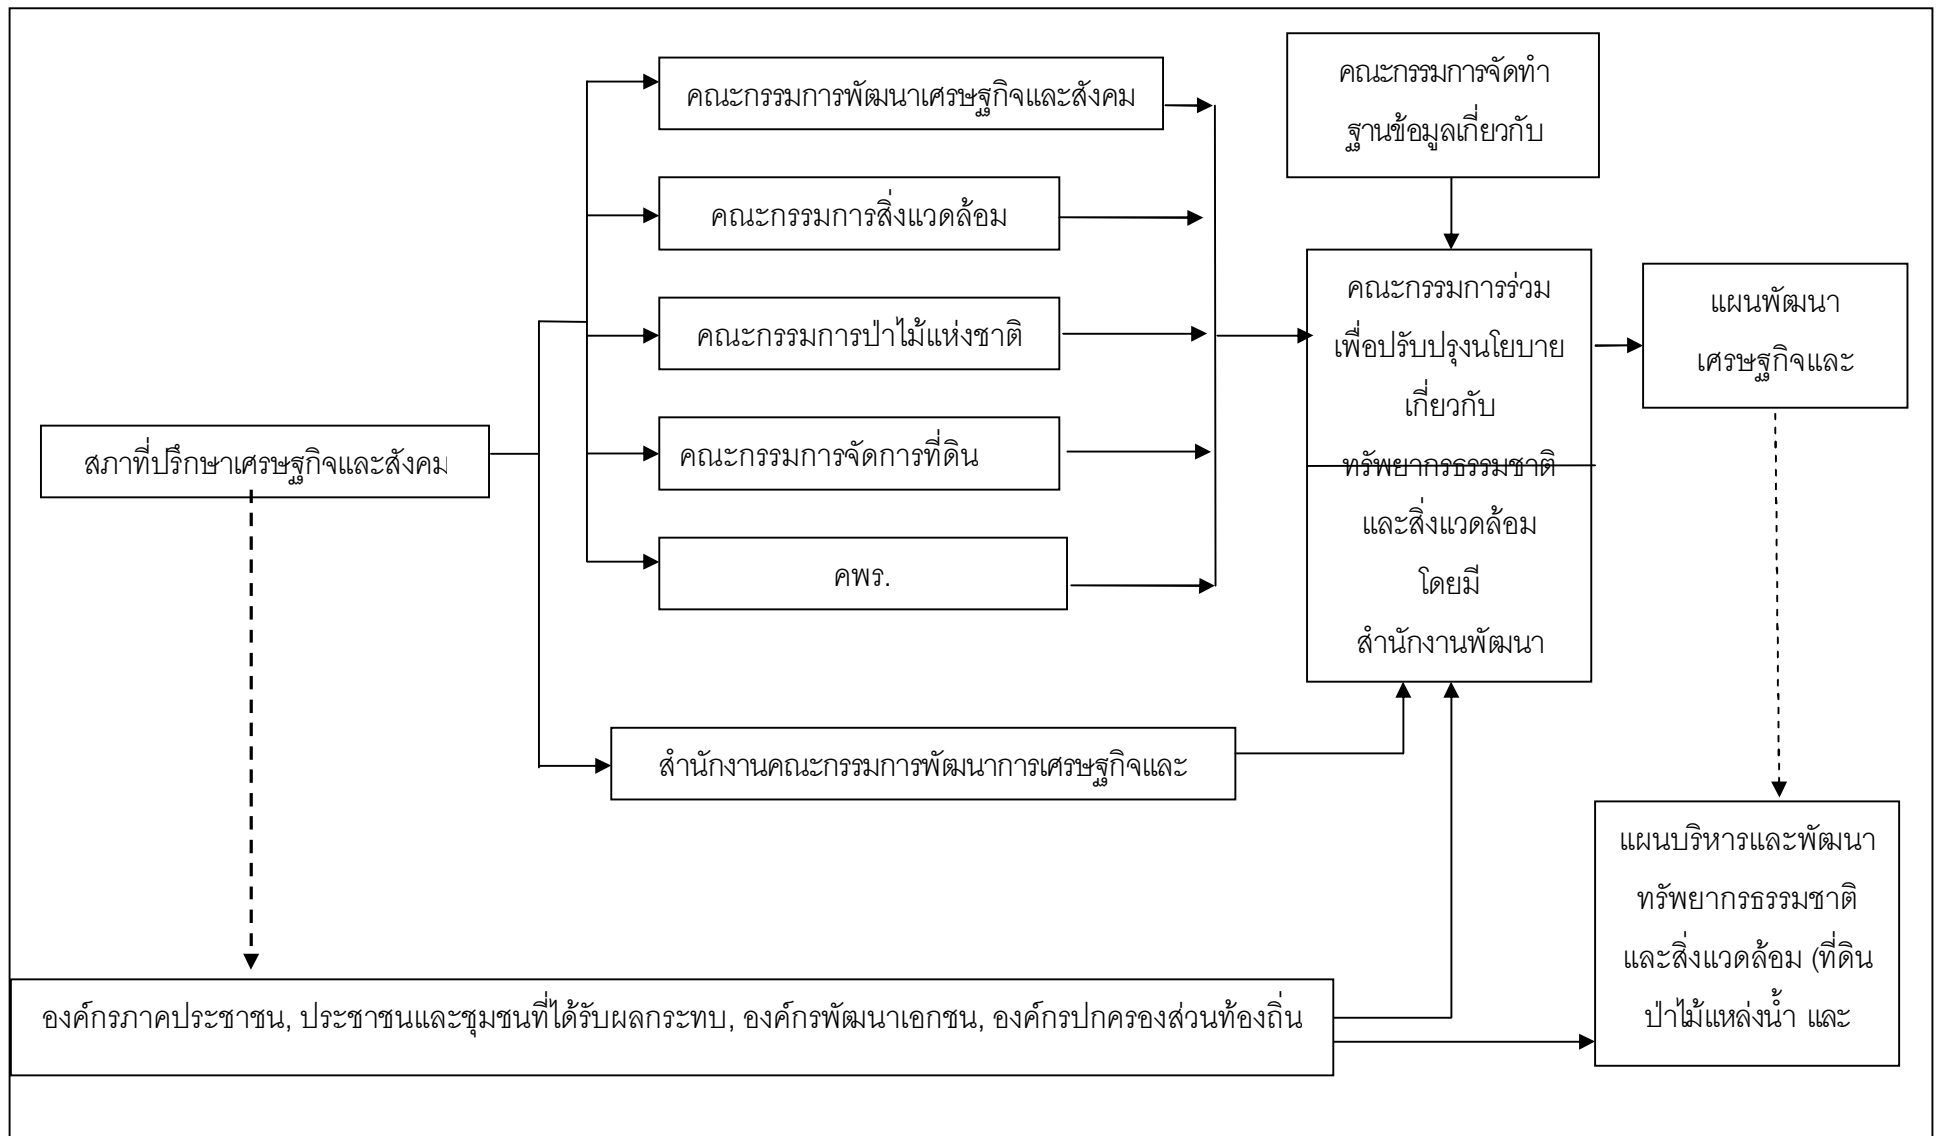 คณะกรรมการพัฒนาเศรษฐกิจและสังคม
คณะกรรมการจัดทำ
ฐานข้อมูลเกี่ยวกับ
คณะกรรมการสิ่งแวดล้อม
คณะกรรมการป่าไม้แห่งชาติ
คณะกรรมการร่วม
เพื่อปรับปรุงนโยบาย
เกี่ยวกับ
ทรัพยากรธรรมชาติ
และสิ่งแวดล้อม
โดยมี
สำนักงานพัฒนา
แผนพัฒนา
เศรษฐกิจและ
สภาที่ปรึกษาเศรษฐกิจและสังคม
คณะกรรมการจัดการที่ดิน
คพร.
สำนักงานคณะกรรมการพัฒนาการเศรษฐกิจและ
แผนบริหารและพัฒนา
ทรัพยากรธรรมชาติ
และสิ่งแวดล้อม (ที่ดิน
ป่าไม้แหล่งน้ำ และ
องค์กรภาคประชาชน, ประชาชนและชุมชนที่ได้รับผลกระทบ, องค์กรพัฒนาเอกชน, องค์กรปกครองส่วนท้องถิ่น